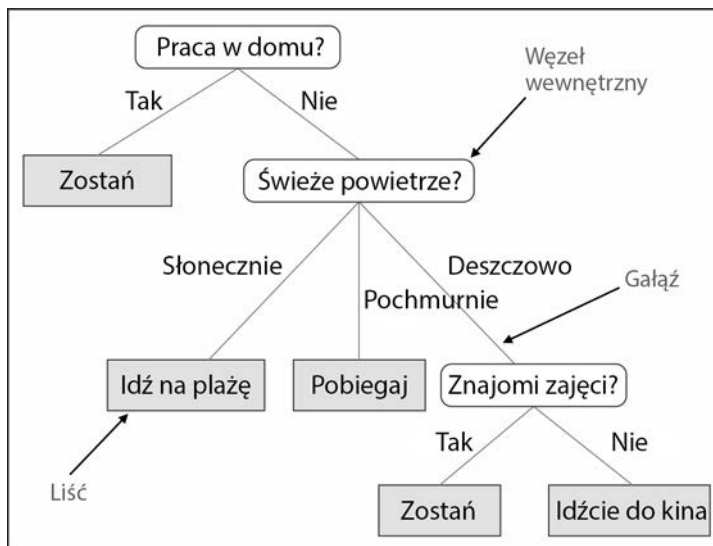 Praca w domu?
Węzeł
wewnętrzny
Tak
Nie
Zostań
Świeże powietrze?
Słonecznie
Deszczowo
Pochmurnie
Gałąź
Idź na plażę
Pobiegaj
Znajomi zajęci?
Tak
Nie
Liść
Zostań
Idźcie do kina